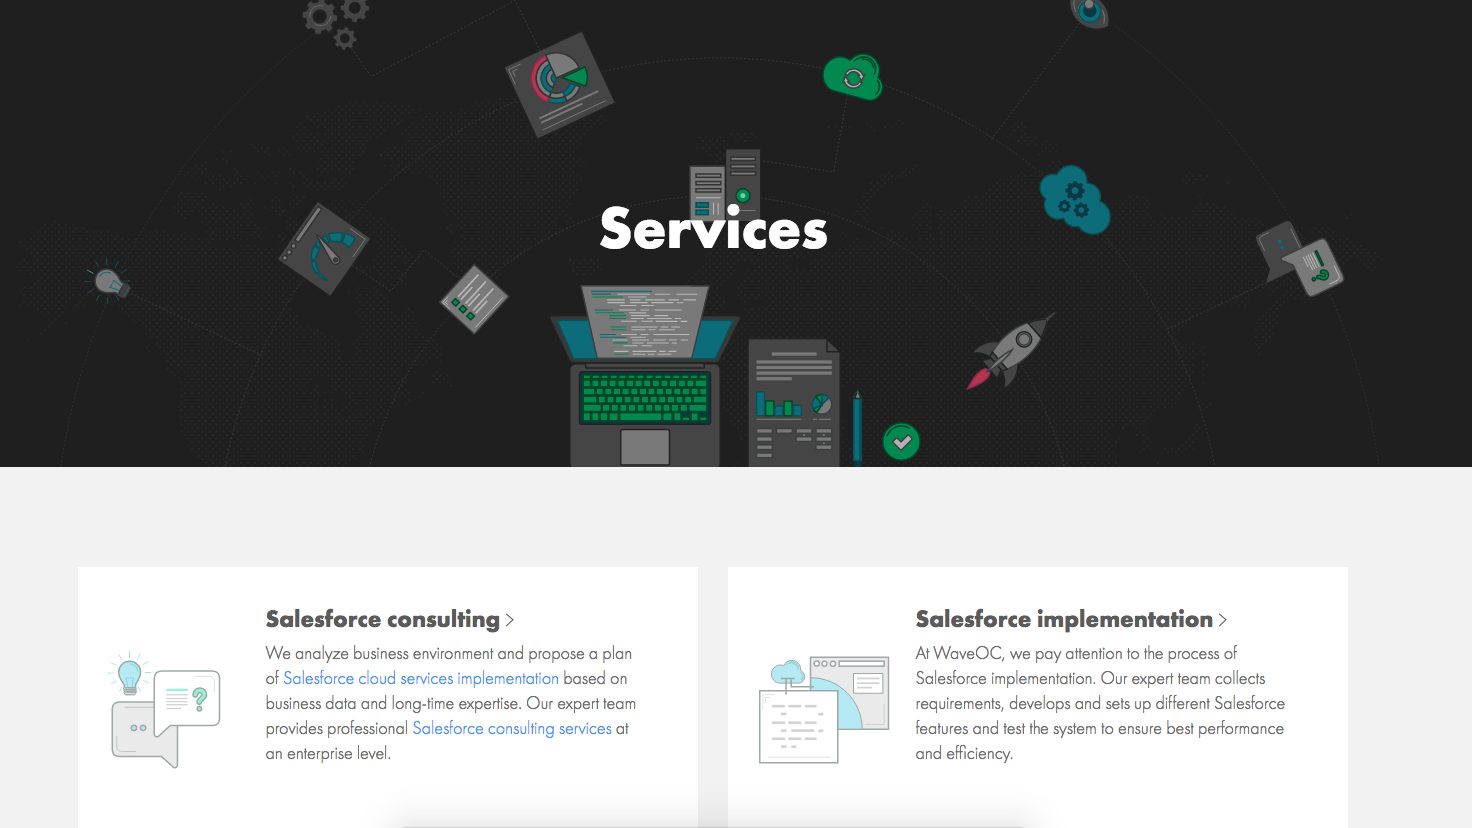 Services
Salesforce consulting
We analyze business environment and propose a plan
of Salesforce cloud services implementation based on
business data and long-time expertise. Our expert team
provides professional Salesforce consulting services at
an enterprise level.
Salesforce implementation
At WaveOC, we pay attention to the process of
Salesforce implementation. Our expert team collects
requirements, develops and sets up different Salesforce
features and test the system to ensure best performance
and efficiency.